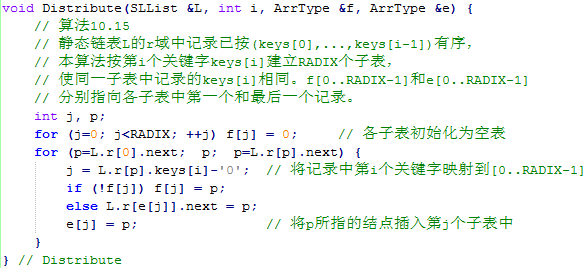 void Distribute(SLList &L, int i, ArrType &f, ArrType &e) {
// 算法10.15
// 静态链表L的r域中记录已按(keys[0],...,keys[i-1])有序，
// 本算法按第i个关键字keys[i]建立RADIX个子表，
// 使同一子表中记录的keys[i]相同。f[0..RADIX-1]和e[0..RADIX-1]
// 分别指向各子表中第一个和最后一个记录。
int j, p;
for (j=0; j<RADIX; ++j) f[j] = 0; // 各子表初始化为空表
for (p=L.r[0].next; p; p=L.r[p].next) {
j = L.r[p].keys[i]-'0'; // 将记录中第i个关键字映射到[0..RADIX-1]
if (!f[j]) f[j] = p;
else L.r[e[j]].next = p;
e[j] = p; // 将p所指的结点插入第j个子表中
}
} // Distribute